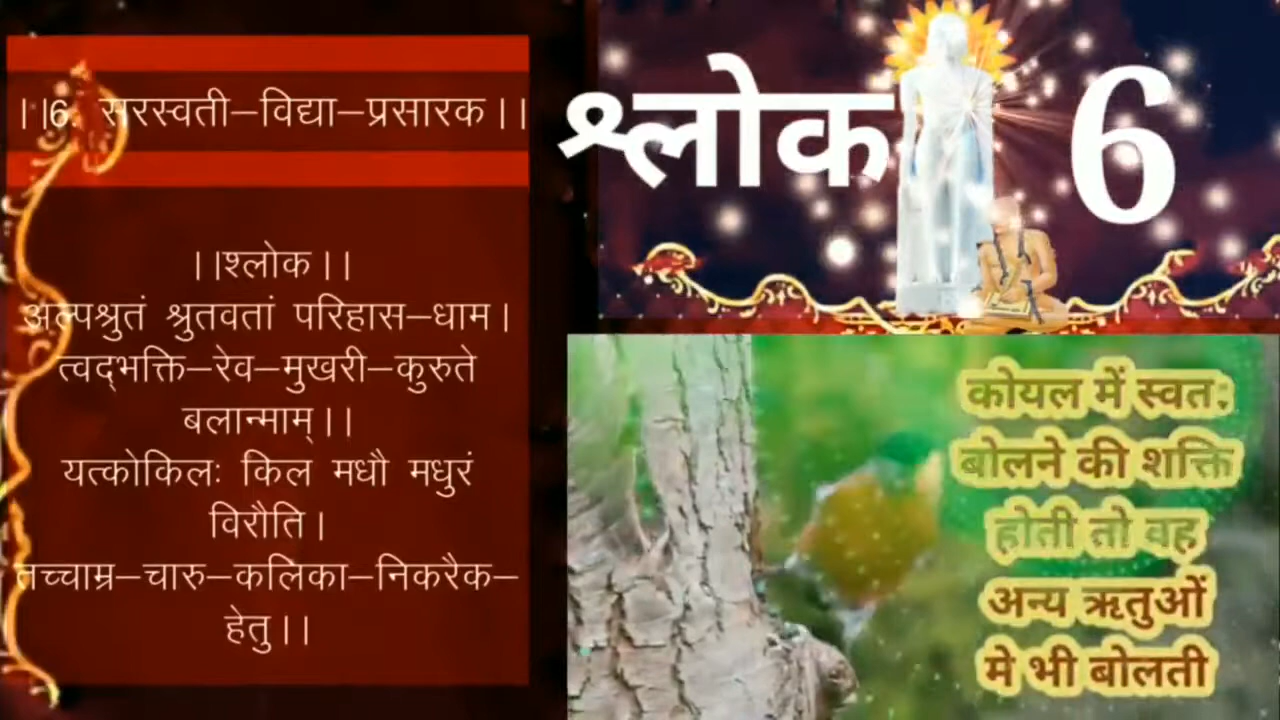 ।।6. सरस्वती–विद्या–प्रसारक।।
।।श्लोक।।
अल्पश्रुतं श्रुतवतां परिहास–धाम।
त्वद्भक्ति–रेव–मुखरी–कुरुते
बलान्माम्।।
यत्कोकिलः किल मधौ मधुरं
विरौति।
तच्चाम्र–चारु–कलिका–निकरैक–
हेतु।।
श्लोक 6
कोयल में स्वत:
बोलने की शक्ति
होती तो वह
अन्य ऋतुओं
मे भी बोलती